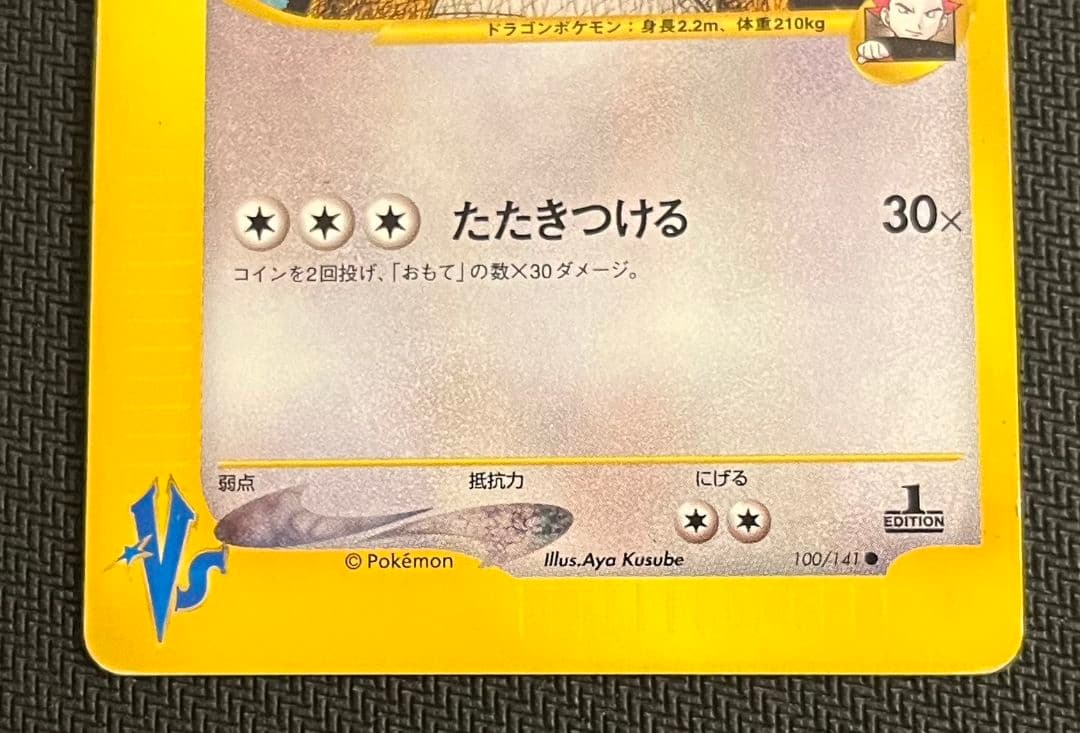 ドラゴンポケモン：身長2.2m、体重210kg
たたきつける 30×
コインを2回投げ、「おもて」の数×30ダメージ。
弱点 抵抗力 にげる
1 EDITION
VS
© Pokémon Illus.Aya Kusube 100/141 ●